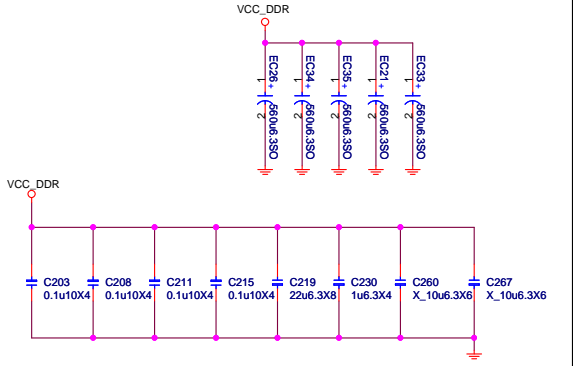 VCC_DDR
EC26
1
+
2
560u6.3SO
EC34
1
+
2
560u6.3SO
EC35
1
+
2
560u6.3SO
EC21
1
+
2
560u6.3SO
EC33
1
+
2
560u6.3SO
VCC_DDR
C203
0.1u10X4
C208
0.1u10X4
C211
0.1u10X4
C215
0.1u10X4
C219
22u6.3X8
C230
1u6.3X4
C260
X_10u6.3X6
C267
X_10u6.3X6